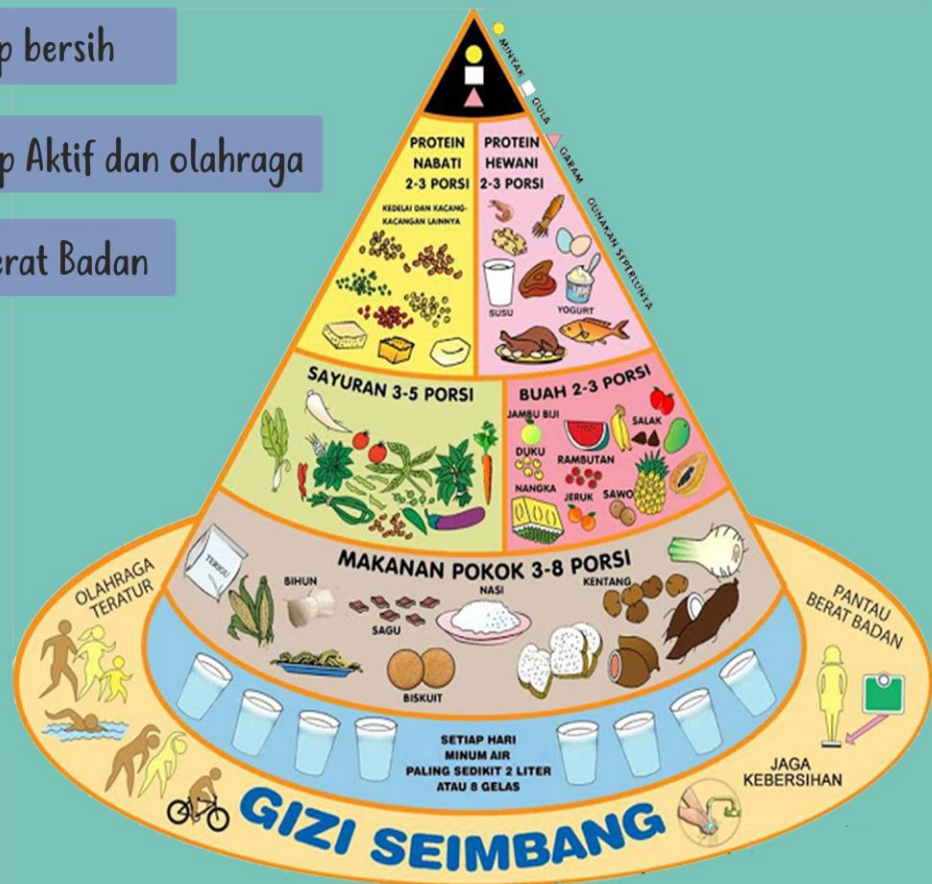 p bersih
p Aktif dan olahraga
erat Badan
MINYAK GULA GARAM GUNAKAN SEPERLUNYA
PROTEIN
NABATI
2-3 PORSI
KEDELAI DAN KACANG-
KACANGAN LAINNYA
PROTEIN
HEWANI
2-3 PORSI
SUSU
YOGURT
SAYURAN 3-5 PORSI
BUAH 2-3 PORSI
JAMBU BIJI
SALAK
DUKU
RAMBUTAN
NANGKA
JERUK
SAWO
MAKANAN POKOK 3-8 PORSI
TERIGU
BIHUN
SAGU
NASI
KENTANG
BISKUIT
SETIAP HARI
MINUM AIR
PALING SEDIKIT 2 LITER
ATAU 8 GELAS
OLAHRAGA
TERATUR
PANTAU
BERAT BADAN
JAGA
KEBERSIHAN
GIZI SEIMBANG